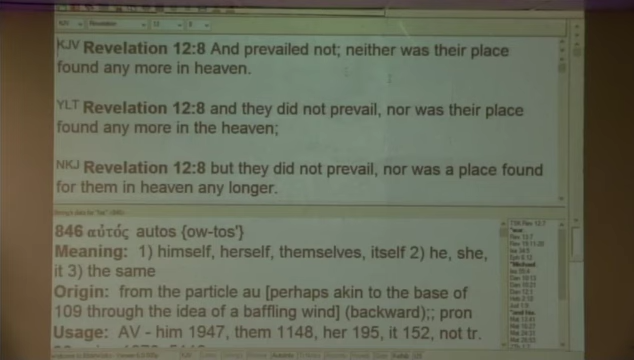 KJV Revelation 12:8 And prevailed not; neither was their place
found any more in heaven.
YLT Revelation 12:8 and they did not prevail, nor was their place
found any more in the heaven;
NKJ Revelation 12:8 but they did not prevail, nor was a place found
for them in heaven any longer.
846 αὐτός autos {ow-tos'}
Meaning: 1) himself, herself, themselves, itself 2) he, she,
it 3) the same
Origin: from the particle au [perhaps akin to the base of
109 through the idea of a baffling wind] (backward);; pron
Usage: AV - him 1947, them 1148, her 195, it 152, not tr.